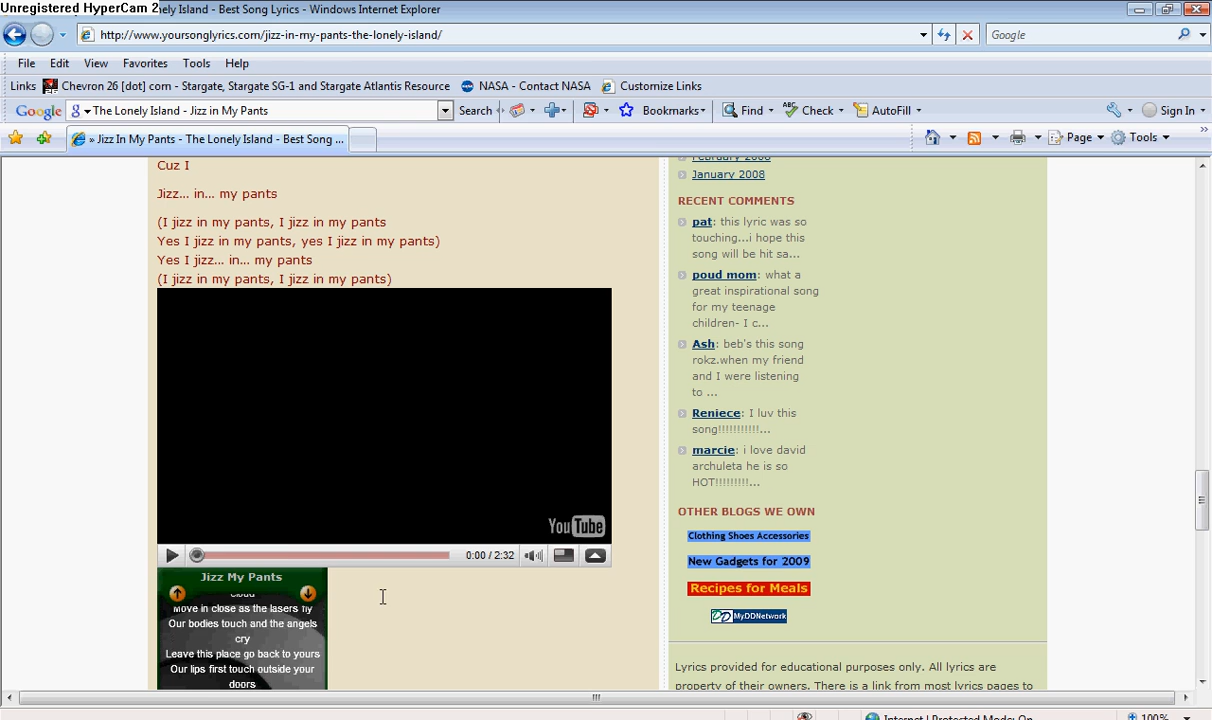 Unregistered HyperCam 2
nely Island - Best Song Lyrics - Windows Internet Explorer
http://www.yoursonglyrics.com/jizz-in-my-pants-the-lonely-island/
Google
File Edit View Favorites Tools Help
Links Chevron 26 [dot] com - Stargate, Stargate SG-1 and Stargate Atlantis Resource NASA - Contact NASA Customize Links
Google The Lonely Island - Jizz in My Pants Search Bookmarks Find Check AutoFill Sign In
» Jizz In My Pants - The Lonely Island - Best Song ... Page Tools
Cuz I
Jizz... in... my pants
(I jizz in my pants, I jizz in my pants
Yes I jizz in my pants, yes I jizz in my pants)
Yes I jizz... in... my pants
(I jizz in my pants, I jizz in my pants)
YouTube
0:00 / 2:32
Jizz My Pants
cloud
Move in close as the lasers fly
Our bodies touch and the angels
cry
Leave this place go back to yours
Our lips first touch outside your
doors
February 2008
January 2008
RECENT COMMENTS
pat: this lyric was so
touching...i hope this
song will be hit sa...
poud mom: what a
great inspirational song
for my teenage
children- I c...
Ash: beb's this song
rokz.when my friend
and I were listening
to ...
Reniece: I luv this
song!!!!!!!!!!!...
marcie: i love david
archuleta he is so
HOT!!!!!!!!!...
OTHER BLOGS WE OWN
Clothing Shoes Accessories
New Gadgets for 2009
Recipes for Meals
MyDDNetwork
Lyrics provided for educational purposes only. All lyrics are
property of their owners. There is a link from most lyrics pages to
Internet | Protected Mode: On 100%